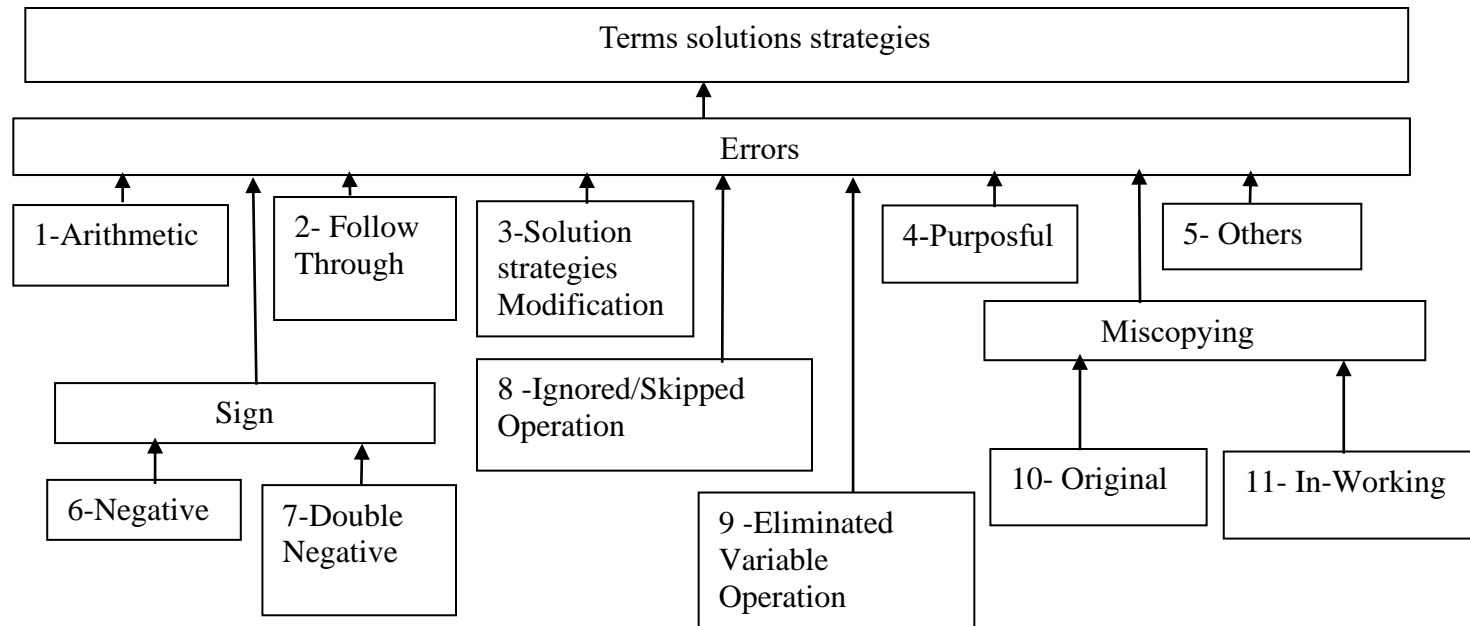 Terms solutions strategies
Errors
1-Arithmetic
2- Follow
Through
3-Solution
strategies
Modification
4-Purposful
5- Others
Miscopying
Sign
8 -Ignored/Skipped
Operation
6-Negative
7-Double
Negative
9 -Eliminated
Variable
Operation
10- Original
11- In-Working